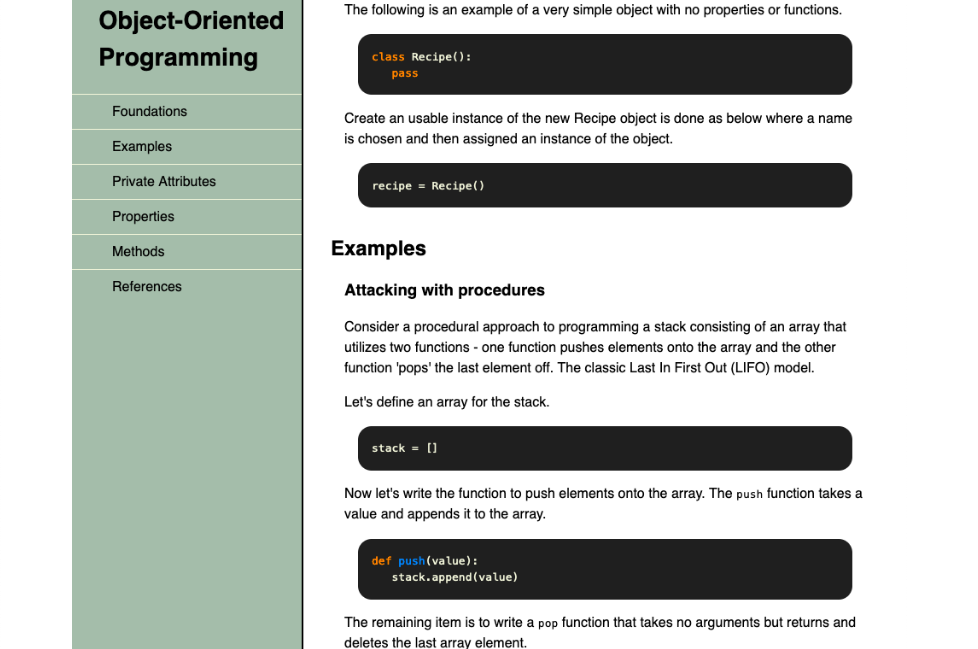 Object-Oriented
Programming
Foundations
Examples
Private Attributes
Properties
Methods
References
The following is an example of a very simple object with no properties or functions.
class Recipe():
pass
Create an usable instance of the new Recipe object is done as below where a name
is chosen and then assigned an instance of the object.
recipe = Recipe()
Examples
Attacking with procedures
Consider a procedural approach to programming a stack consisting of an array that
utilizes two functions - one function pushes elements onto the array and the other
function 'pops' the last element off. The classic Last In First Out (LIFO) model.
Let's define an array for the stack.
stack = []
Now let's write the function to push elements onto the array. The push function takes a
value and appends it to the array.
def push(value):
stack.append(value)
The remaining item is to write a pop function that takes no arguments but returns and
deletes the last array element.